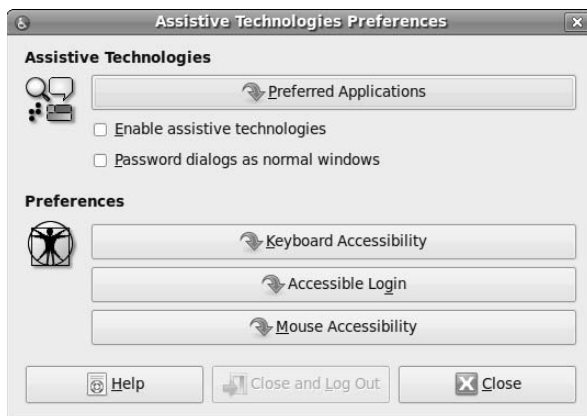 Assistive Technologies Preferences
Assistive Technologies
Preferred Applications
Enable assistive technologies
Password dialogs as normal windows
Preferences
Keyboard Accessibility
Accessible Login
Mouse Accessibility
Help Close and Log Out Close